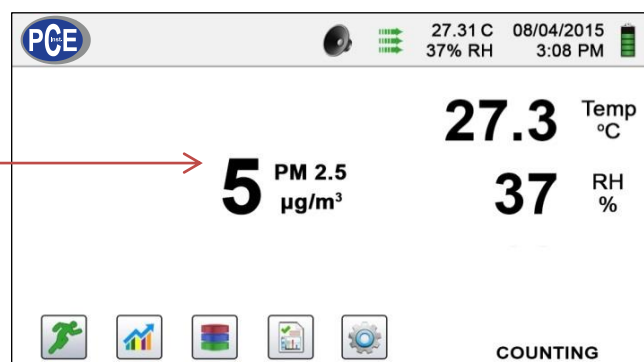 PCE
Inst.
27.31 C 08/04/2015
37% RH 3:08 PM
27.3 Temp °C
5 PM 2.5 µg/m³
37 RH %
COUNTING